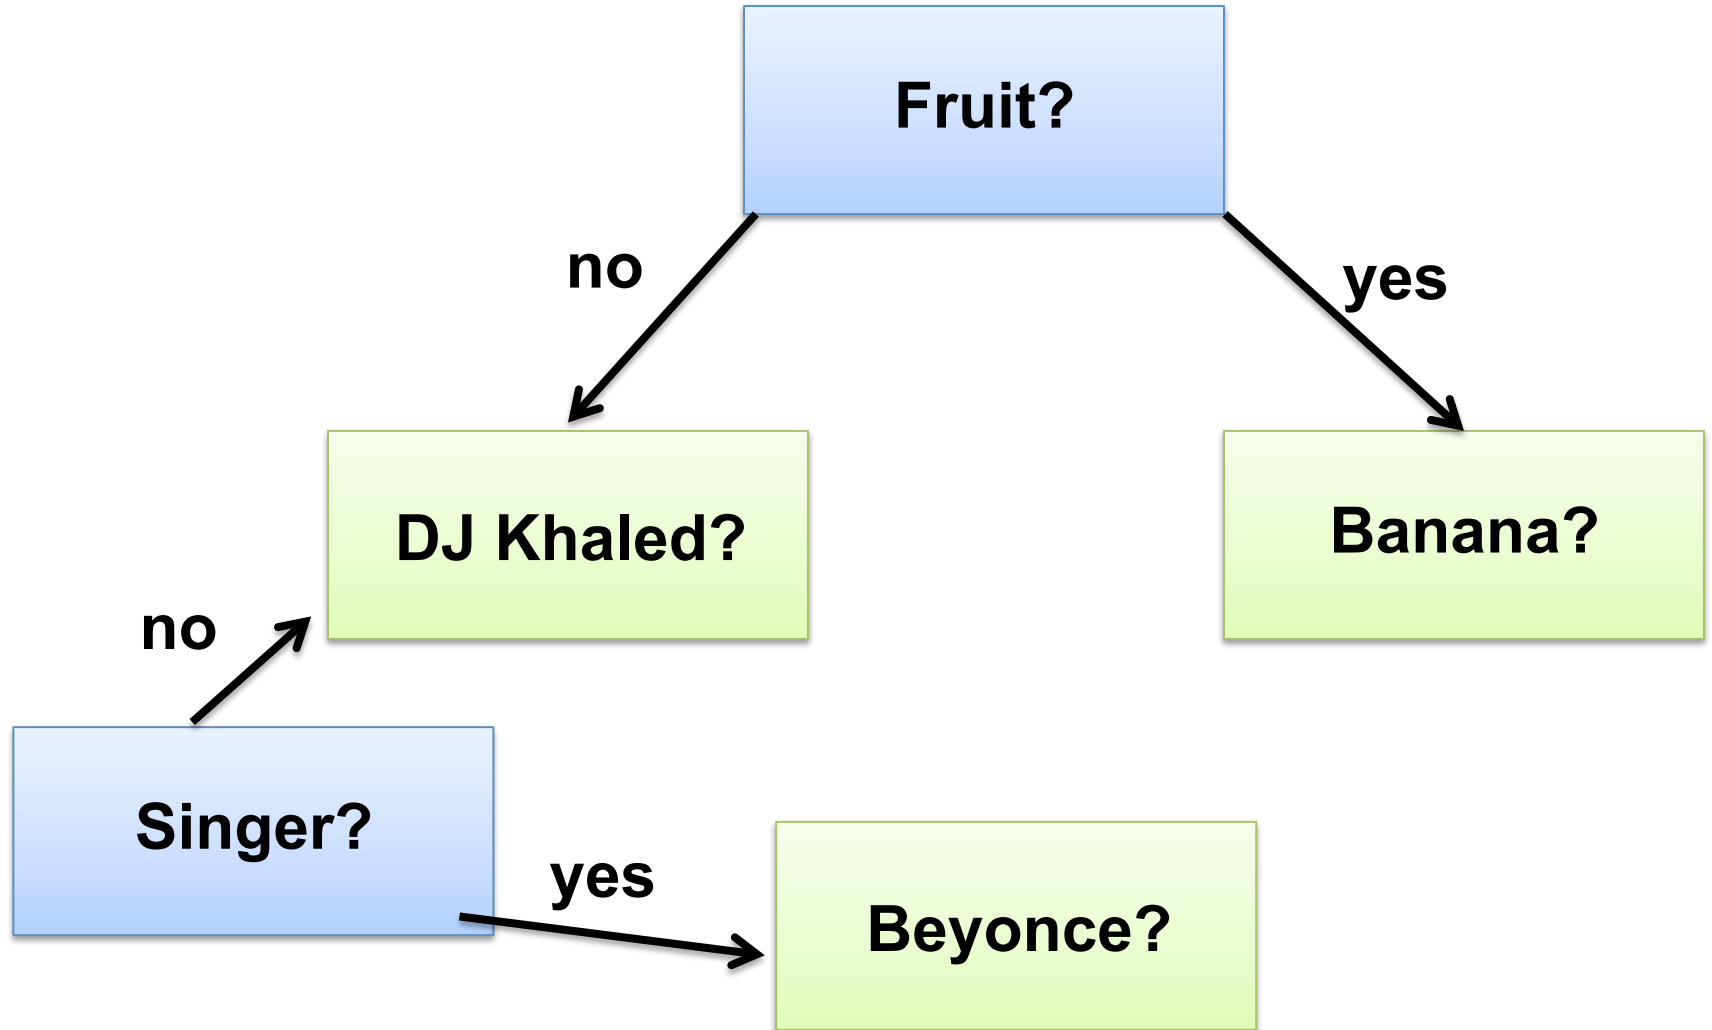 Fruit?
no
yes
DJ Khaled?
Banana?
no
Singer?
yes
Beyonce?